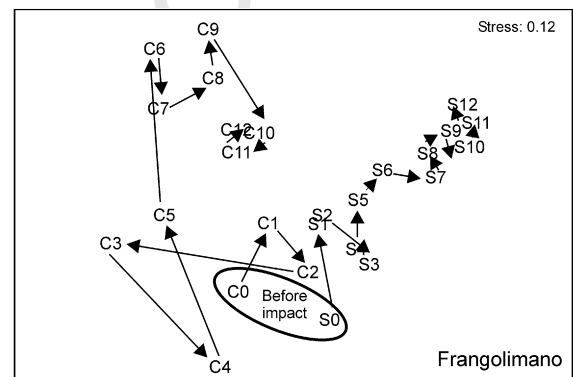 C9
Stress: 0.12
C6
C8
C7
S12
S11
C12
C10
S9
C11
S10
S8
S6
S7
S5
C5
S2
S1
C1
C3
S
S3
C2
C0
Before
impact
S0
C4
Frangolimano